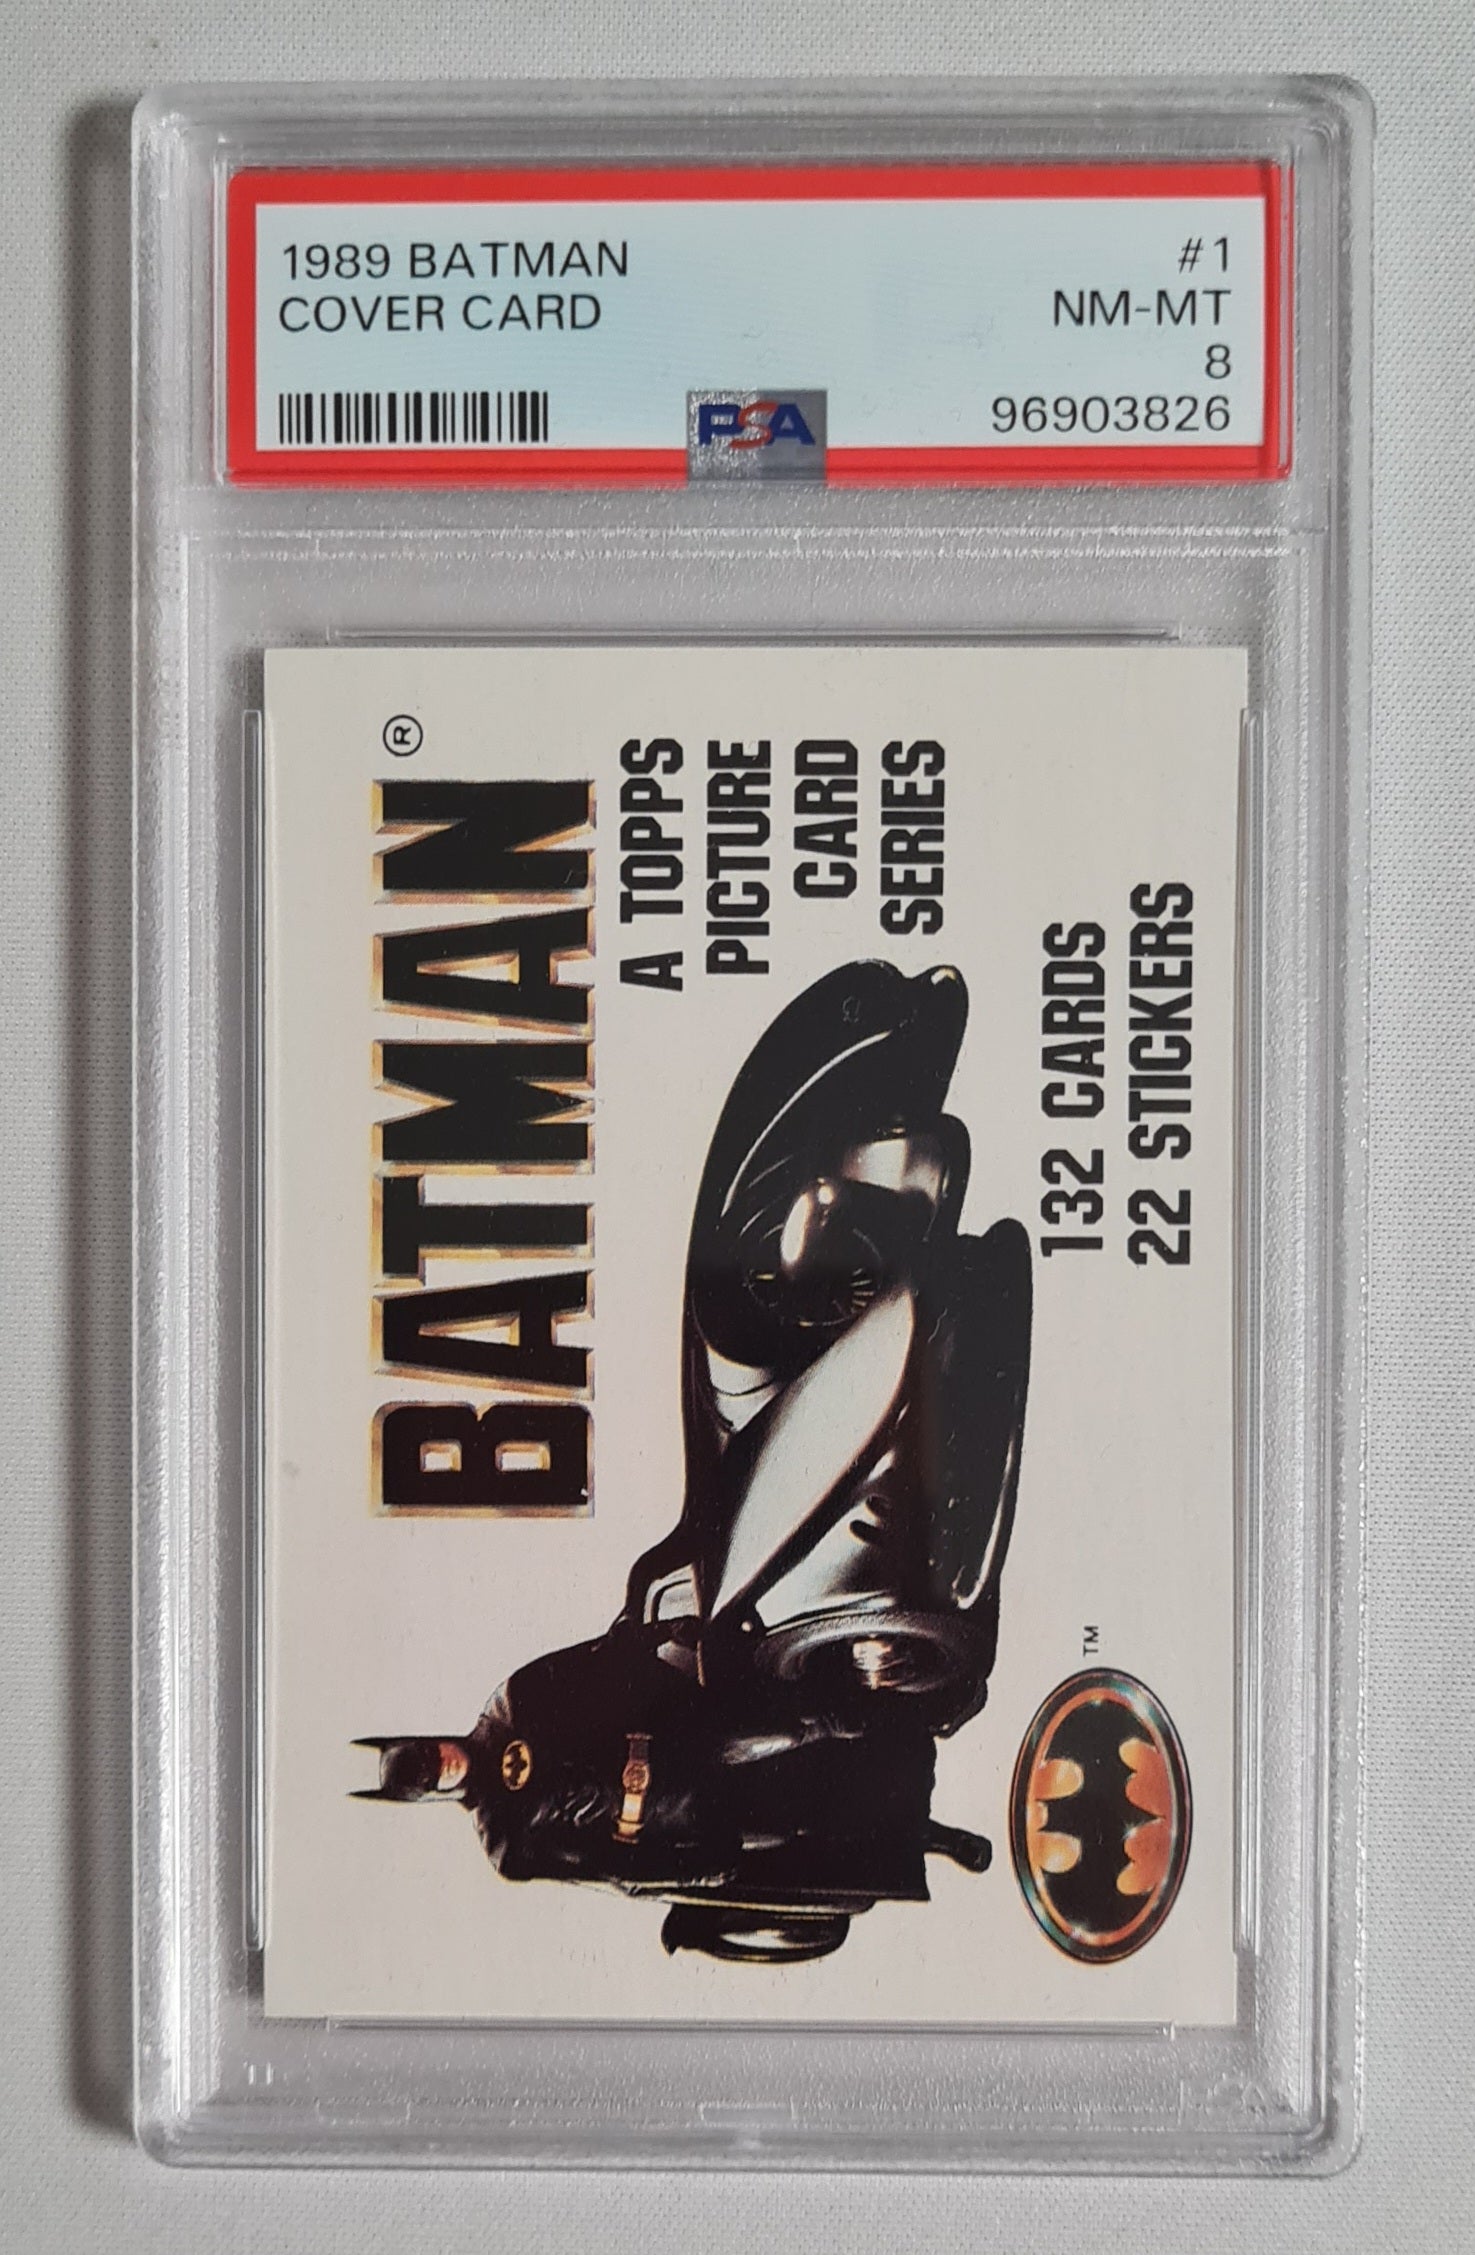 1989 BATMAN
COVER CARD
#1
NM-MT
8
PSA
96903826
BATMAN®
A TOPPS
PICTURE
CARD
SERIES
132 CARDS
22 STICKERS
TM